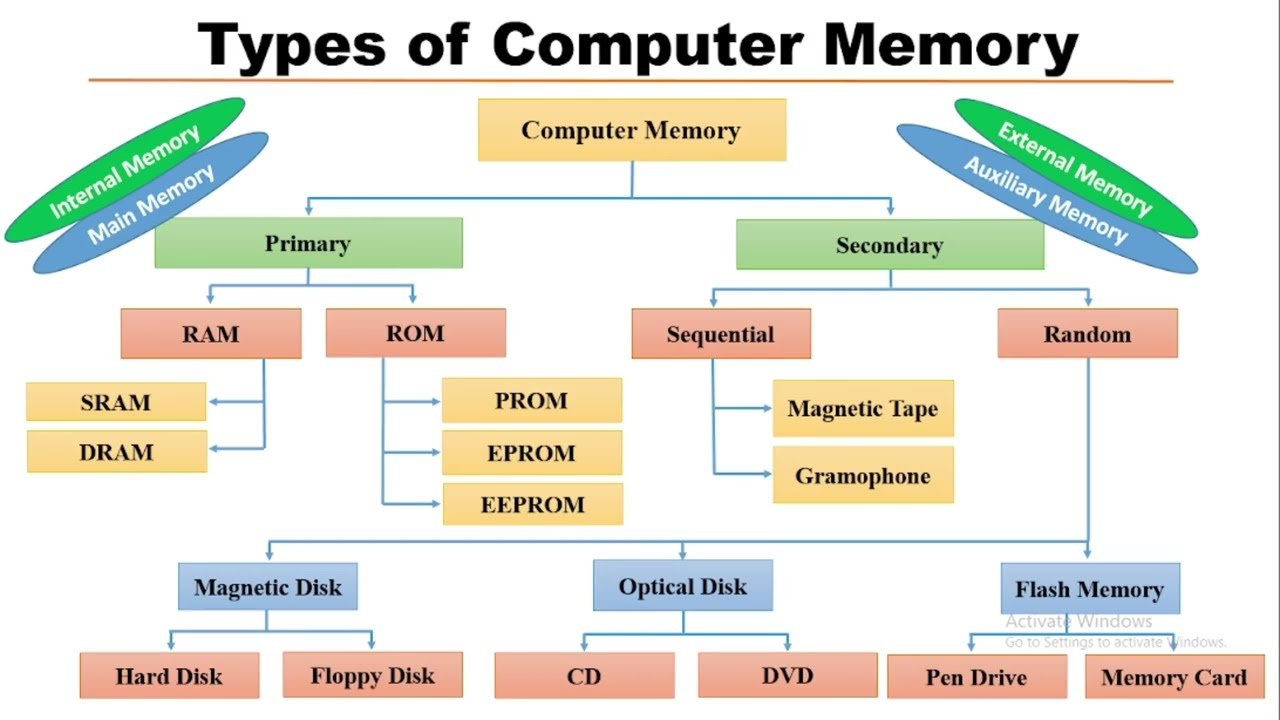 Types of Computer Memory
Computer Memory
Internal Memory
Main Memory
External Memory
Auxiliary Memory
Primary
Secondary
RAM
ROM
Sequential
Random
SRAM
DRAM
PROM
EPROM
EEPROM
Magnetic Tape
Gramophone
Magnetic Disk
Optical Disk
Flash Memory
Activate Windows
Go to Settings to activate Windows.
Hard Disk
Floppy Disk
CD
DVD
Pen Drive
Memory Card